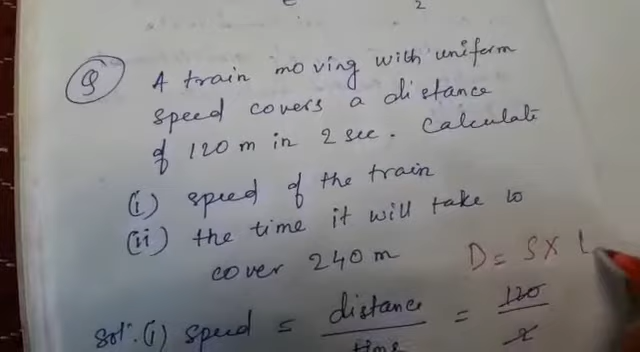 Q A train moving with uniform
speed covers a distance
of 120 m in 2 sec. Calculate
(i) speed of the train
(ii) the time it will take to
cover 240 m
D = S X
Sol: (i) speed = distance / time = 120 / 2